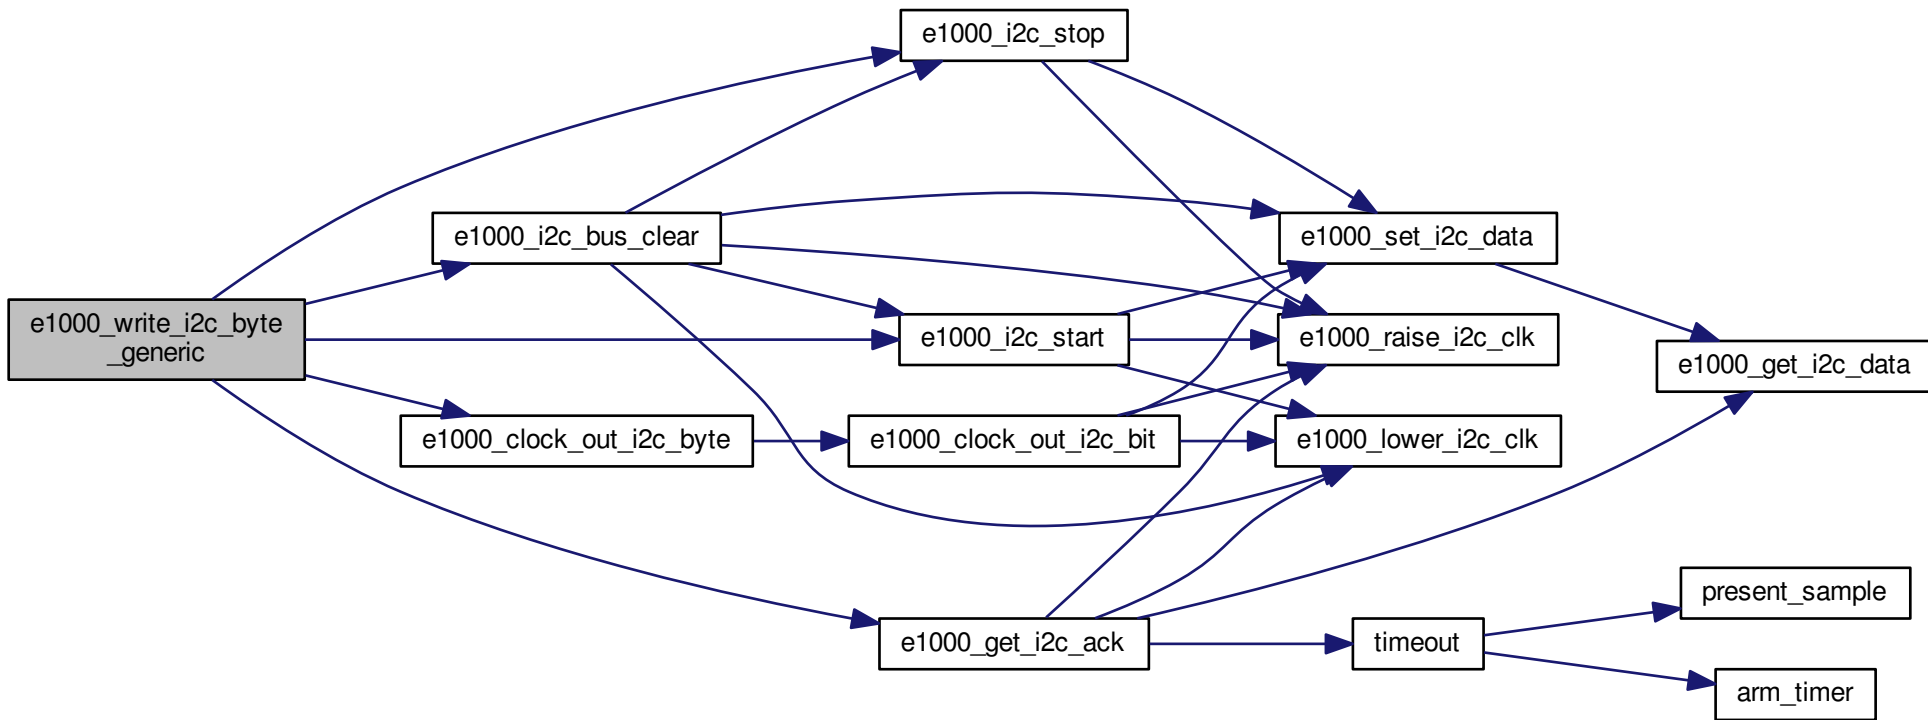 e1000_i2c_stop
e1000_i2c_bus_clear
e1000_set_i2c_data
e1000_write_i2c_byte
_generic
e1000_i2c_start
e1000_raise_i2c_clk
e1000_get_i2c_data
e1000_clock_out_i2c_byte
e1000_clock_out_i2c_bit
e1000_lower_i2c_clk
present_sample
e1000_get_i2c_ack
timeout
arm_timer